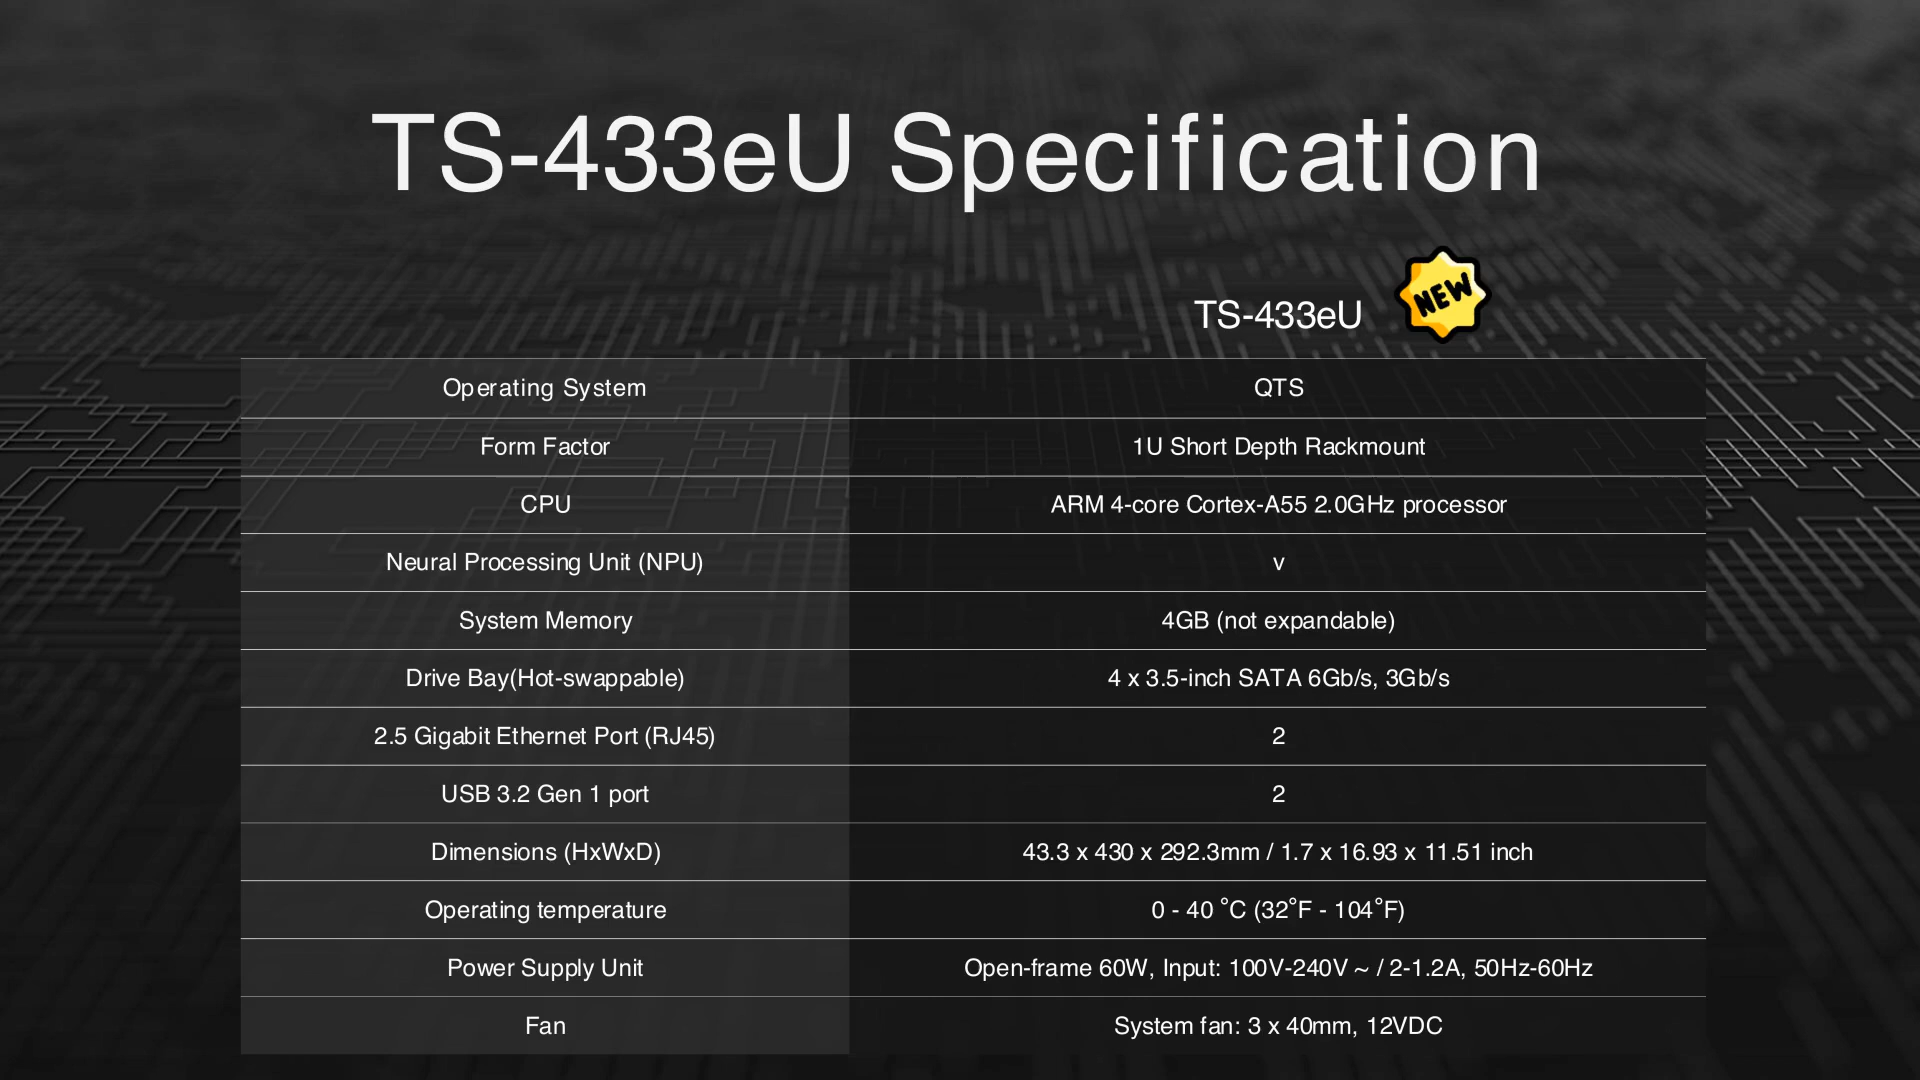 TS-433eU Specification
TS-433eU
NEW
Operating System QTS
Form Factor 1U Short Depth Rackmount
CPU ARM 4-core Cortex-A55 2.0GHz processor
Neural Processing Unit (NPU) v
System Memory 4GB (not expandable)
Drive Bay(Hot-swappable) 4 x 3.5-inch SATA 6Gb/s, 3Gb/s
2.5 Gigabit Ethernet Port (RJ45) 2
USB 3.2 Gen 1 port 2
Dimensions (HxWxD) 43.3 x 430 x 292.3mm / 1.7 x 16.93 x 11.51 inch
Operating temperature 0 - 40 °C (32°F - 104°F)
Power Supply Unit Open-frame 60W, Input: 100V-240V ~ / 2-1.2A, 50Hz-60Hz
Fan System fan: 3 x 40mm, 12VDC